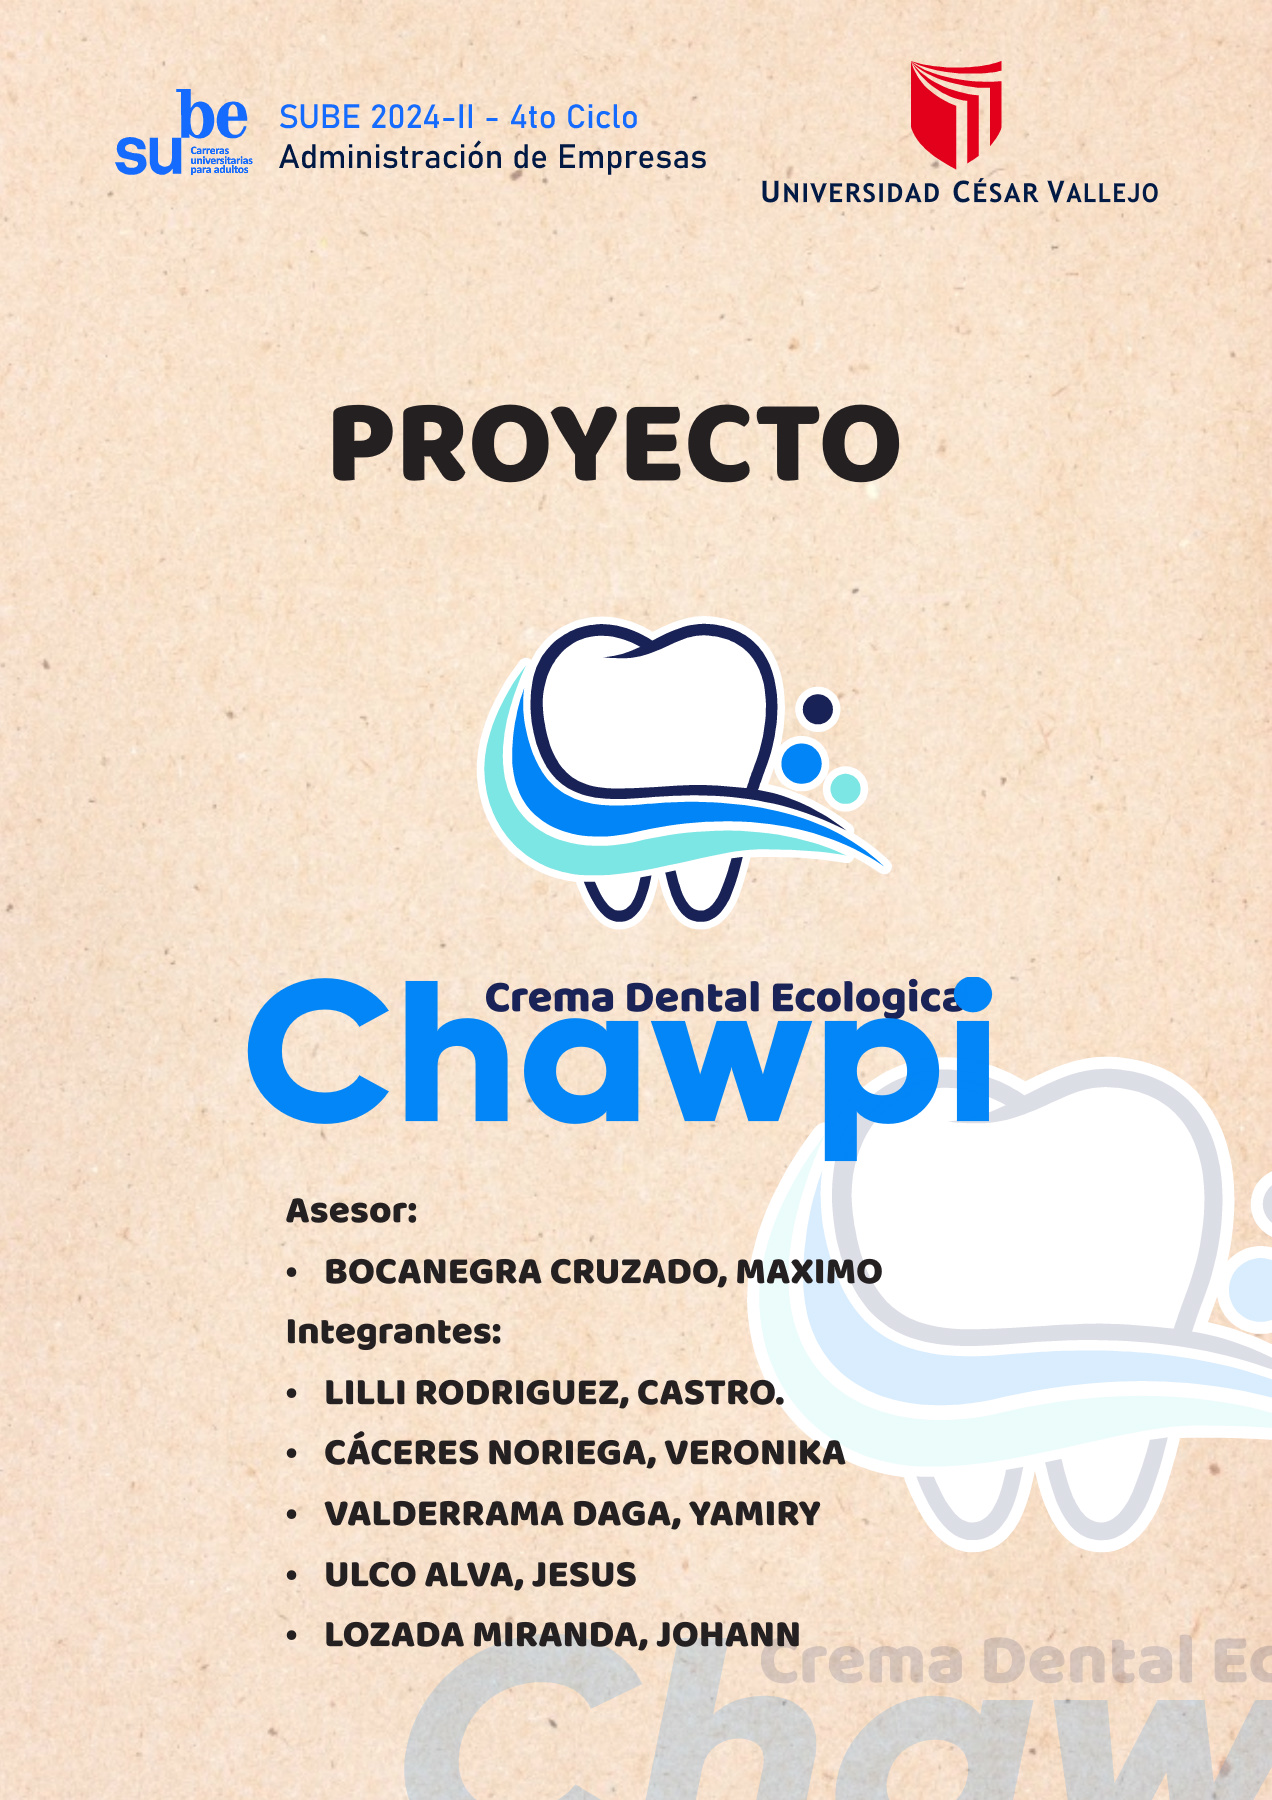 be
su
Carreras
universitarias
para adultos
SUBE 2024-II - 4to Ciclo
Administración de Empresas
UNIVERSIDAD CÉSAR VALLEJO
PROYECTO
Crema Dental Ecologica
Chawpi
Asesor:
• BOCANEGRA CRUZADO, MAXIMO
Integrantes:
• LILLI RODRIGUEZ, CASTRO.
• CÁCERES NORIEGA, VERONIKA
• VALDERRAMA DAGA, YAMIRY
• ULCO ALVA, JESUS
• LOZADA MIRANDA, JOHANN
Crema Dental Ec
Chaw